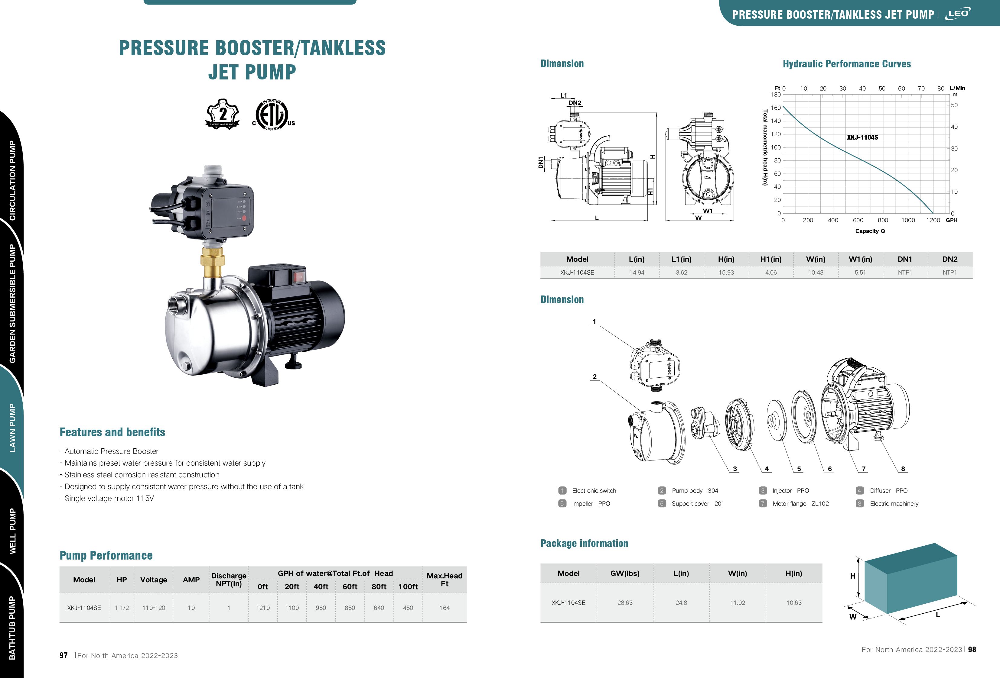 PRESSURE BOOSTER/TANKLESS JET PUMP
LEO
PRESSURE BOOSTER/TANKLESS
JET PUMP
2
2 YEARS WARRRANTY
INTERTEK
ETL
CM
C
US
LISTED
CIRCULATION PUMP
GARDEN SUBMERSIBLE PUMP
LAWN PUMP
WELL PUMP
BATHTUB PUMP
Features and benefits
- Automatic Pressure Booster
- Maintains preset water pressure for consistent water supply
- Stainless steel corrosion resistant construction
- Designed to supply consistent water pressure without the use of a tank
- Single voltage motor 115V
Pump Performance
Model HP Voltage AMP Discharge NPT(In) GPH of water@Total Ft.of Head Max.Head Ft
0ft 20ft 40ft 60ft 80ft 100ft
XKJ-1104SE 1 1/2 110-120 10 1 1210 1100 980 850 640 450 164
97 | For North America 2022-2023
Dimension
L1
DN2
DN1
H
H1
L
W1
W
Hydraulic Performance Curves
Ft 0 10 20 30 40 50 60 70 80 L/Min
180 160 140 120 100 80 60 40 20 0
m
50 40 30 20 10 0
Total manometric head H(m)
XKJ-1104S
0 200 400 600 800 1000 1200 GPH
Capacity Q
Model L(in) L1(in) H(in) H1(in) W(in) W1(in) DN1 DN2
XKJ-1104SE 14.94 3.62 15.93 4.06 10.43 5.51 NTP1 NTP1
Dimension
1
2
3 4 5 6 7 8
1 Electronic switch 2 Pump body 304 3 Injector PPO 4 Diffuser PPO
5 Impeller PPO 6 Support cover 201 7 Motor flange ZL102 8 Electric machinery
Package information
Model GW(lbs) L(in) W(in) H(in)
XKJ-1104SE 28.63 24.8 11.02 10.63
H
W
L
For North America 2022-2023 | 98